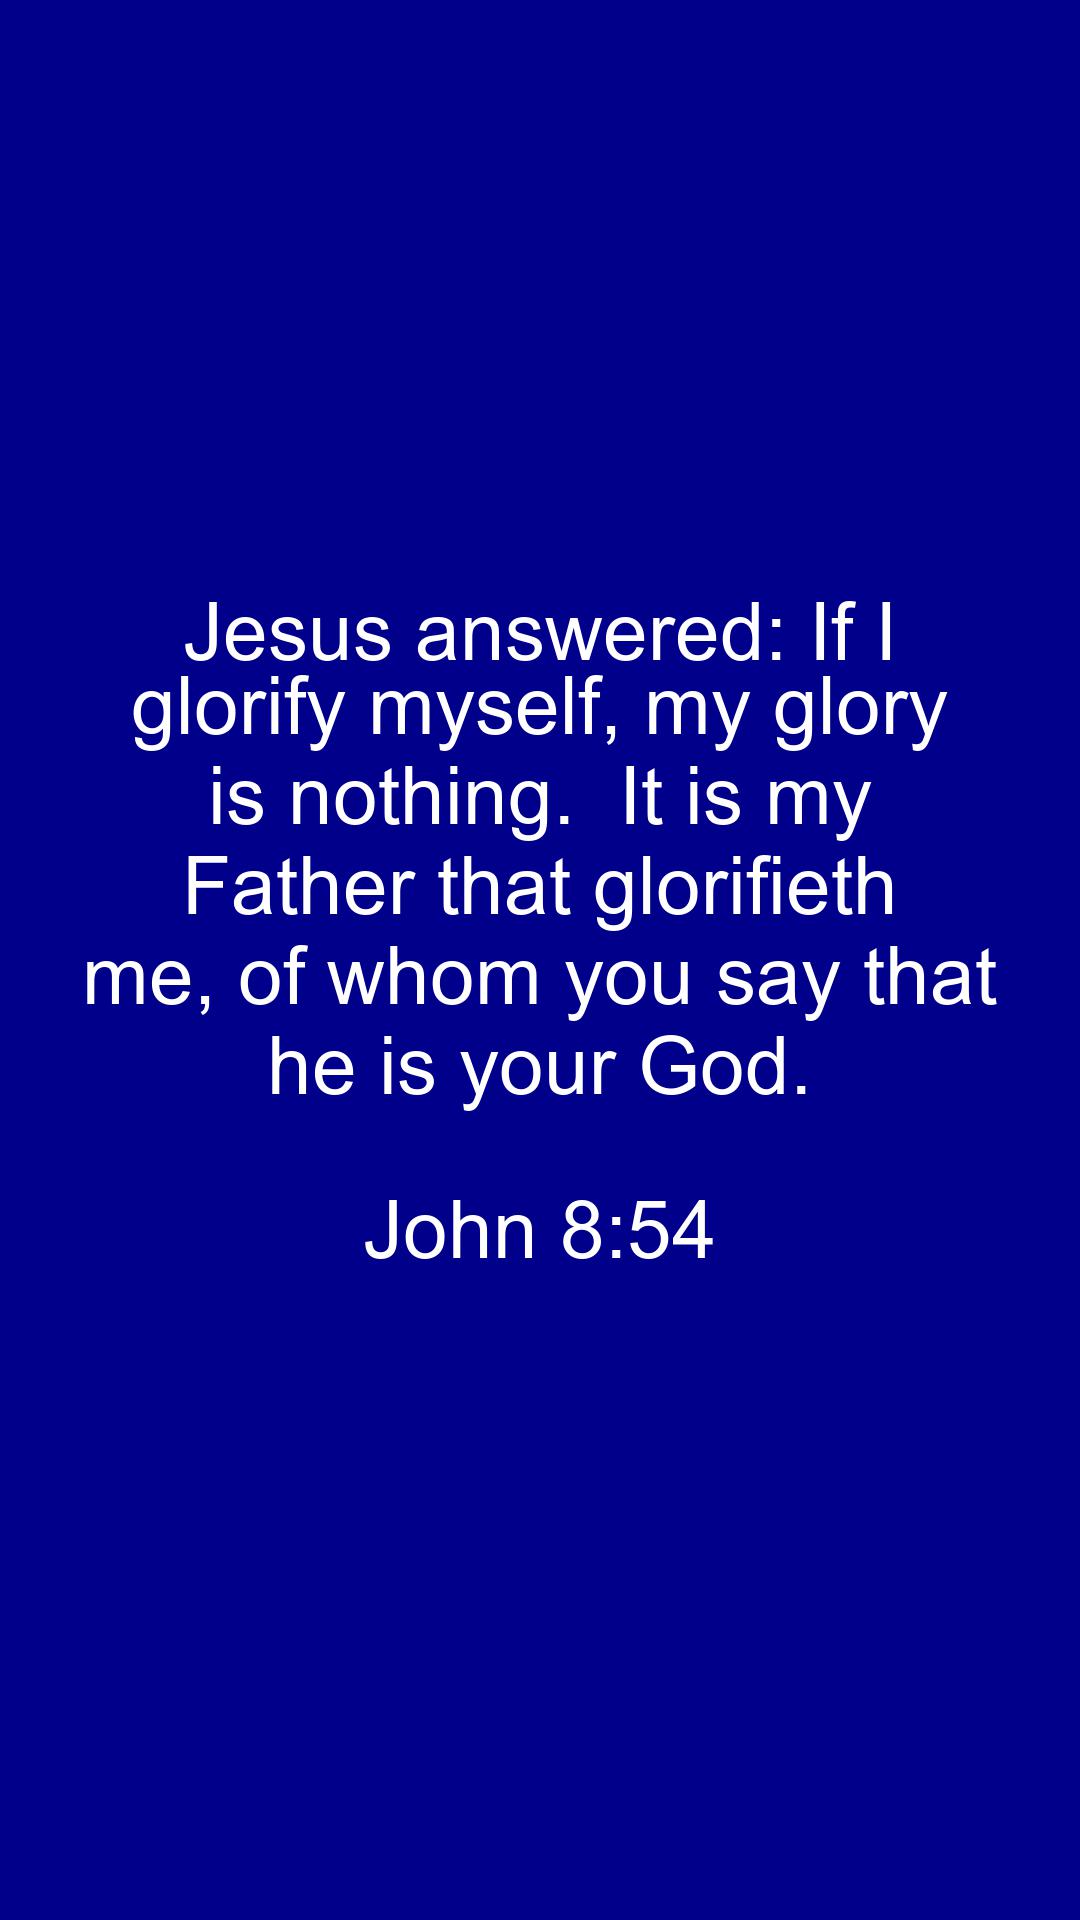 Jesus answered: If I
glorify myself, my glory
is nothing.  It is my
Father that glorifieth
me, of whom you say that
he is your God.
John 8:54